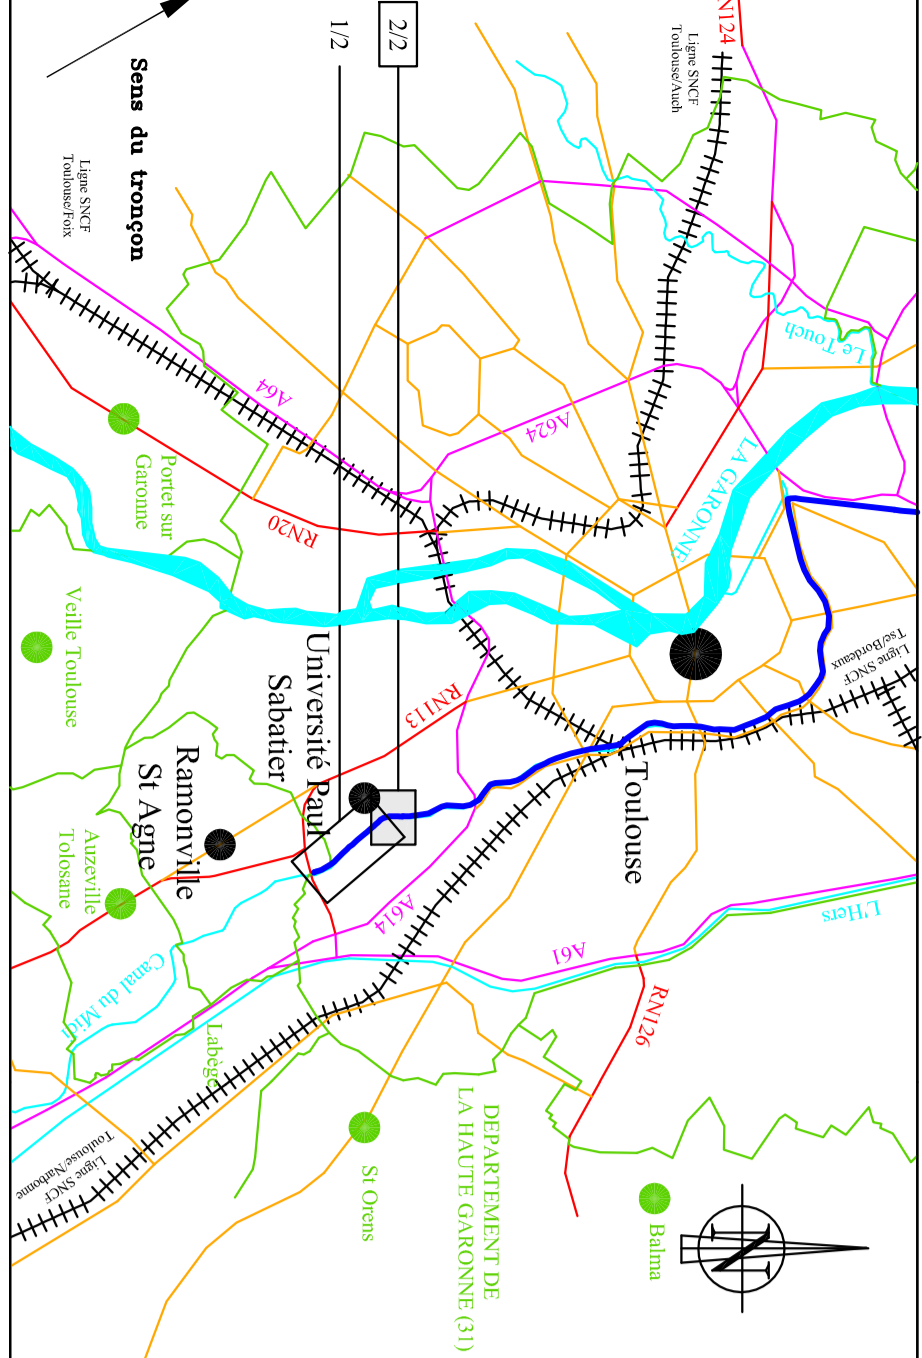 2/2
1/2
Sens du tronçon
Ligne SNCF
Toulouse/Foix
Ligne SNCF
Toulouse/Auch
N124
Le Touch
A64
A624
LA GARONNE
Portet sur
Garonne
RN20
Veille Toulouse
Université Paul
Sabatier
RN113
Ligne SNCF
Tse/Bordeaux
Toulouse
Ramonville
St Agne
Auzeville
Tolosane
Canal du Midi
A614
A61
L'Hers
RN126
Labège
DEPARTEMENT DE
LA HAUTE GARONNE (31)
Ligne SNCF
Toulouse/Narbonne
St Orens
Balma
N